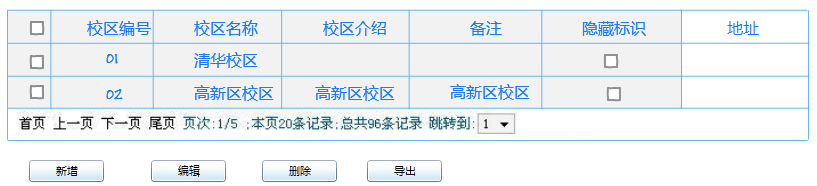 校区编号 校区名称 校区介绍 备注 隐藏标识 地址
01 清华校区
02 高新区校区 高新区校区 高新区校区
首页 上一页 下一页 尾页 页次:1/5 ;本页20条记录;总共96条记录 跳转到: 1
新增 编辑 删除 导出